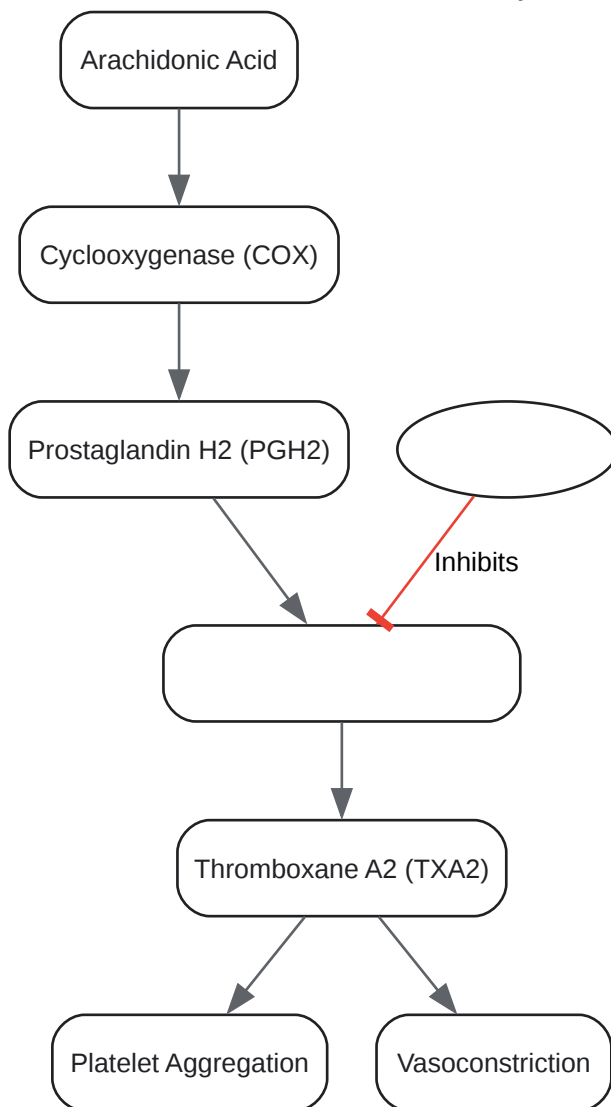 Arachidonic Acid
Cyclooxygenase (COX)
Prostaglandin H2 (PGH2)
Inhibits
Thromboxane A2 (TXA2)
Platelet Aggregation
Vasoconstriction